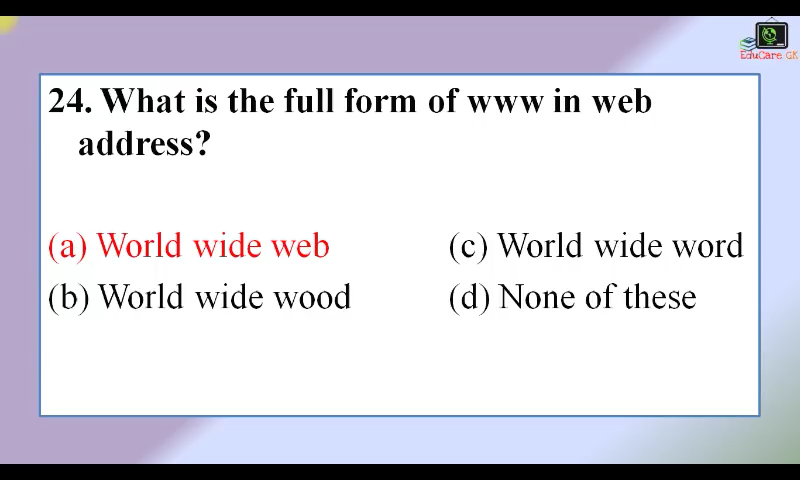 EduCare GK
24. What is the full form of www in web
address?
(a) World wide web
(c) World wide word
(b) World wide wood
(d) None of these